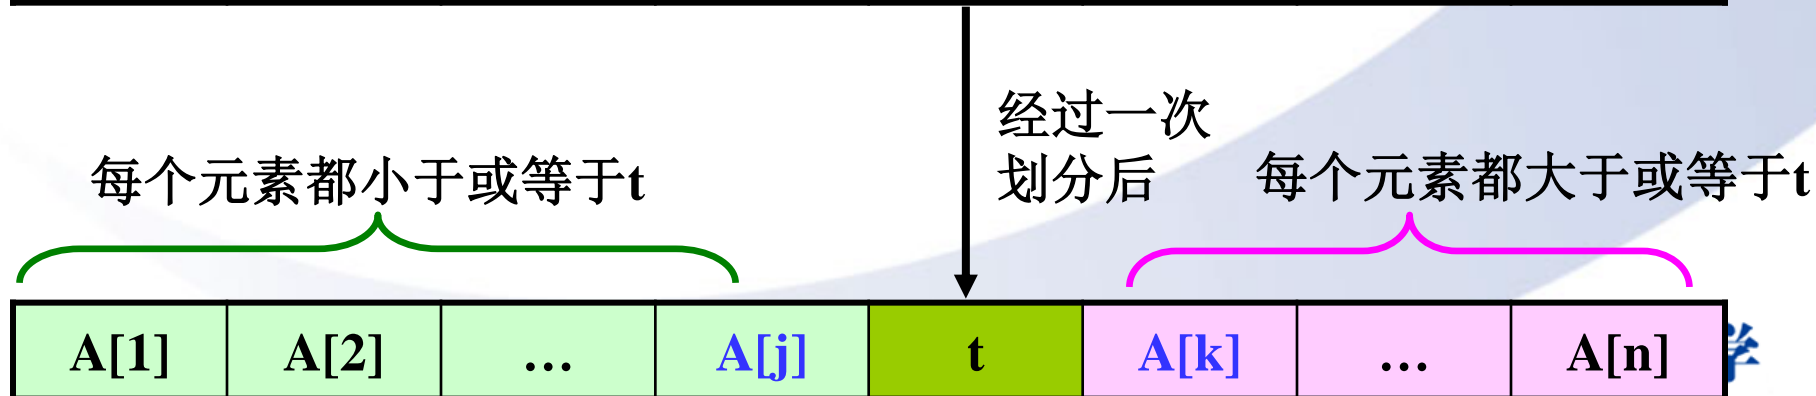 经过一次
划分后
每个元素都小于或等于t
每个元素都大于或等于t
A[1] A[2] … A[j] t A[k] … A[n]
学